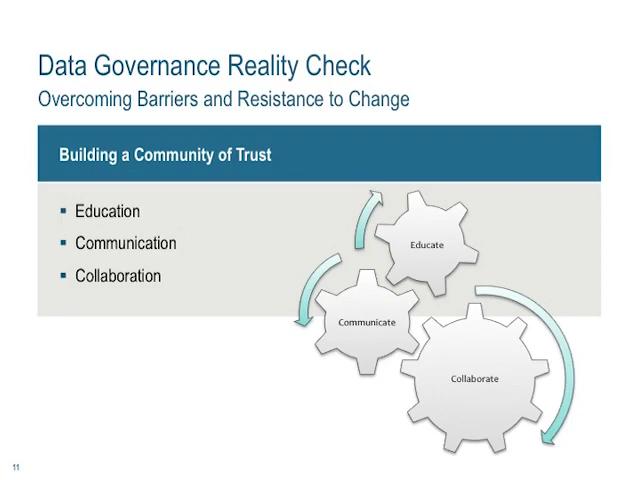 Data Governance Reality Check
Overcoming Barriers and Resistance to Change
Building a Community of Trust
▪ Education
▪ Communication
▪ Collaboration
Educate
Communicate
Collaborate
11